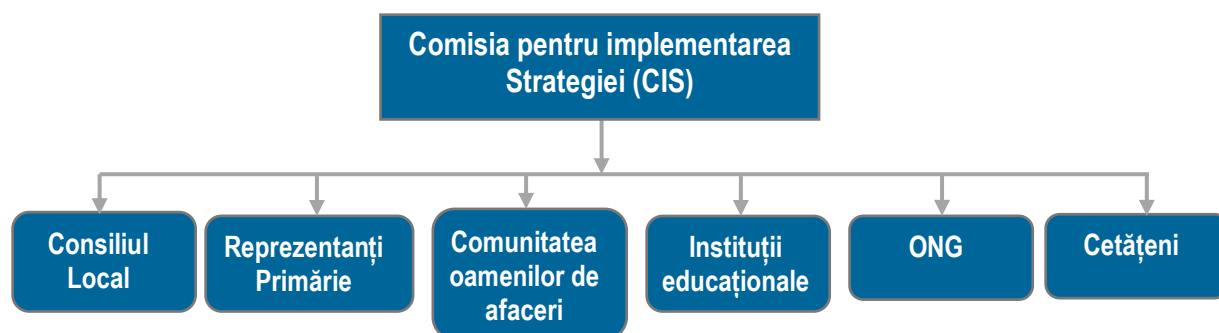 Comisia pentru implementarea
Strategiei (CIS)
Consiliul
Local
Reprezentanți
Primărie
Comunitatea
oamenilor de
afaceri
Instituții
educaționale
ONG
Cetățeni